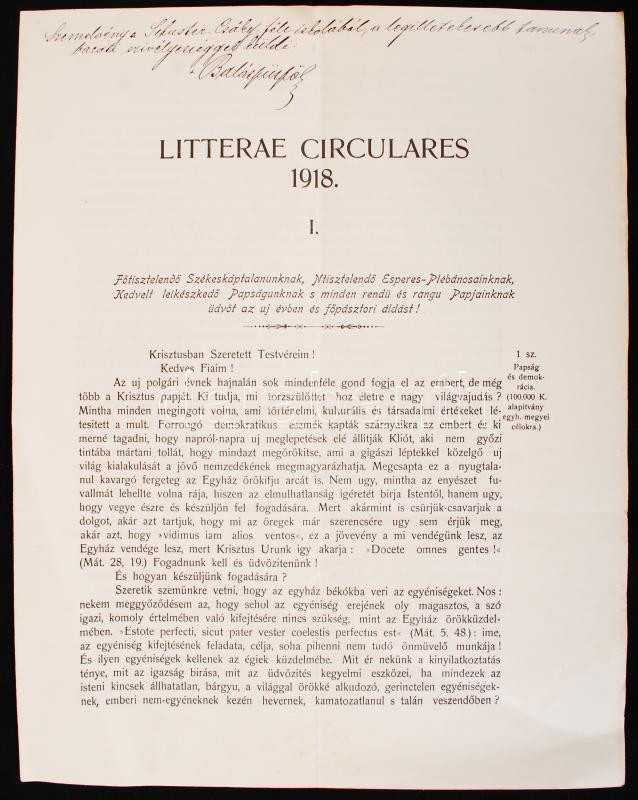 Szemelvény a Schuster Csáky féle iskolából, a legilletékesebb tanunak,
baráti szívélyességgel küldi
LITTERAE CIRCULARES
1918.
I.
Főtisztelendő Székeskáptalanunknak, Ntisztelendő Esperes-Plébánosainknak,
Kedvelt lelkészkedő Papságunknak s minden rendü és rangu Papjainknak
üdvöt az uj évben és főpásztori áldást!
Krisztusban Szeretett Testvéreim!
Kedves Fiaim!
1 sz.
Papság
és demok-
rácia.
(100.000 K.
alapítvány
egyh. megyei
célokra.)
Az uj polgári évnek hajnalán sok mindenféle gond fogja el az embert, de még
több a Krisztus papját. Ki tudja, mi torzszülöttet hoz életre e nagy világvajudás?
Mintha minden megingott volna, ami történelmi, kulturális és társadalmi értékeket lé-
tesitett a mult. Forrongó demokratikus eszmék kapták szárnyaikra az embert és ki
merné tagadni, hogy napról-napra uj meglepetések elé állitják Kliót, aki nem győzi
tintába mártani tollát, hogy mindazt megörökitse, ami a gigászi léptekkel közelgő uj
világ kialakulását a jövő nemzedékének megmagyarázhatja. Megcsapta ez a nyugtala-
nul kavargó fergeteg az Egyház örökifju arcát is. Nem ugy, mintha az enyészet fu-
vallmát lehellte volna rája, hiszen az elmulhatlanság igéretét birja Istentől, hanem ugy,
hogy vegye észre és készüljön fel fogadására. Mert akármint is csürjük-csavarjuk a
dolgot, akár azt tartjuk, hogy mi az öregek már szerencsére ugy sem érjük meg,
akár azt, hogy »vidimus iam alios ventos«, ez a jövevény a mi vendégünk lesz, az
Egyház vendége lesz, mert Krisztus Urunk igy akarja: »Docete omnes gentes!«
(Mát. 28, 19.) Fogadnunk kell és üdvözitenünk!
És hogyan készüljünk fogadására?
Szeretik szemünkre vetni, hogy az egyház békókba veri az egyéniségeket. Nos:
nekem meggyőződésem az, hogy sehol az egyéniség erejének oly magasztos, a szó
igazi, komoly értelmében való kifejtésére nincs szükség, mint az Egyház örökküzdel-
mében. »Estote perfecti, sicut pater vester coelestis perfectus est« (Mát. 5. 48.): ime,
az egyéniség kifejtésének feladata, célja, soha pihenni nem tudó önmüvelő munkája!
És ilyen egyéniségek kellenek az égiek küzdelmébe. Mit ér nekünk a kinyilatkoztatás
ténye, mit az igazság birása, mit az üdvözités kegyelmi eszközei, ha mindezek az
isteni kincsek állhatatlan, bárgyu, a világgal örökké alkudozó, gerinctelen egyéniségek-
nek, emberi nem-egyéneknek kezén hevernek, kamatozatlanul s talán veszendőben?